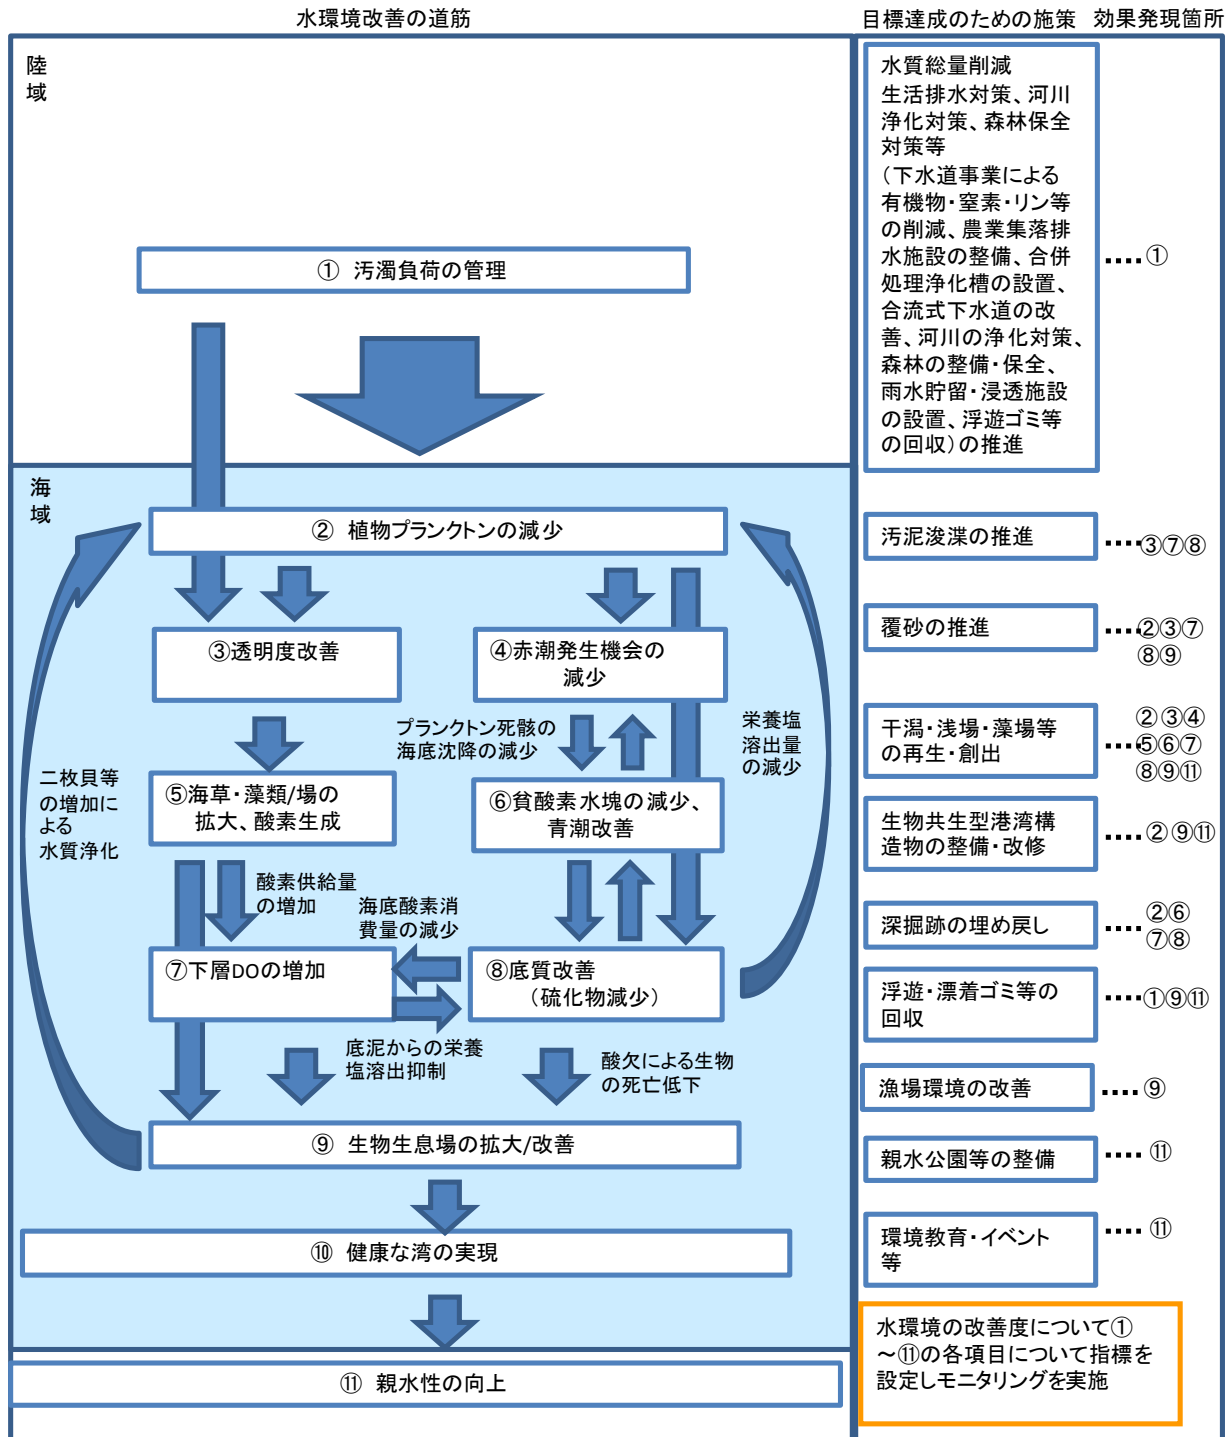 水環境改善の道筋
目標達成のための施策
効果発現箇所
陸
域
① 汚濁負荷の管理
海
域
② 植物プランクトンの減少
③透明度改善
④赤潮発生機会の
減少
プランクトン死骸の
海底沈降の減少
栄養塩
溶出量
の減少
二枚貝等
の増加に
よる
水質浄化
⑤海草・藻類/場の
拡大、酸素生成
⑥貧酸素水塊の減少、
青潮改善
酸素供給量
の増加
海底酸素消
費量の減少
⑦下層DOの増加
⑧底質改善
（硫化物減少）
底泥からの栄養
塩溶出抑制
酸欠による生物
の死亡低下
⑨ 生物生息場の拡大/改善
⑩ 健康な湾の実現
⑪ 親水性の向上
水質総量削減
生活排水対策、河川
浄化対策、森林保全
対策等
（下水道事業による
有機物・窒素・リン等
の削減、農業集落排
水施設の整備、合併
処理浄化槽の設置、
合流式下水道の改
善、河川の浄化対策、
森林の整備・保全、
雨水貯留・浸透施設
の設置、浮遊ゴミ等
の回収）の推進
①
汚泥浚渫の推進
③⑦⑧
覆砂の推進
②③⑦
⑧⑨
干潟・浅場・藻場等
の再生・創出
②③④
⑤⑥⑦
⑧⑨⑪
生物共生型港湾構
造物の整備・改修
②⑨⑪
深掘跡の埋め戻し
②⑥
⑦⑧
浮遊・漂着ゴミ等の
回収
①⑨⑪
漁場環境の改善
⑨
親水公園等の整備
⑪
環境教育・イベント
等
⑪
水環境の改善度について①
～⑪の各項目について指標を
設定しモニタリングを実施